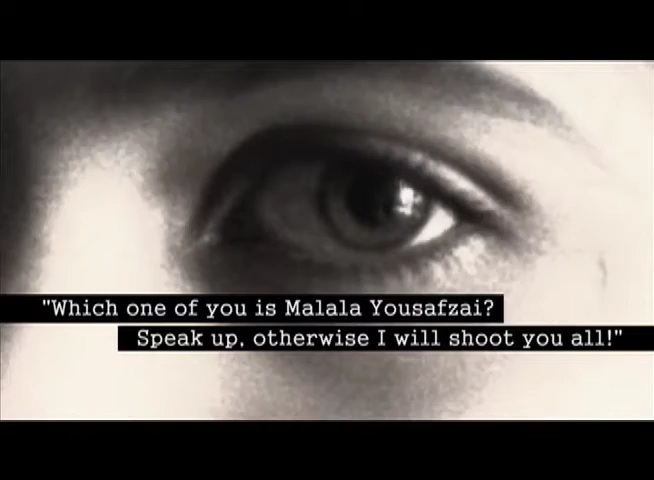 "Which one of you is Malala Yousafzai?
Speak up, otherwise I will shoot you all!"